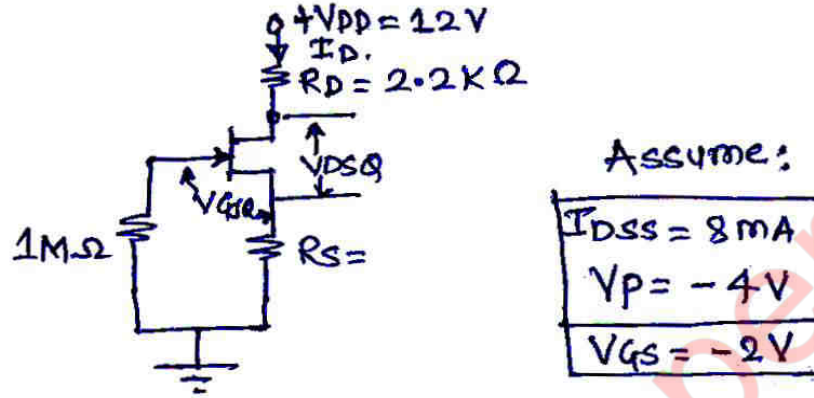 +VDD = 12V
ID.
RD = 2.2KΩ
VDSQ
VGSQ
1MΩ
RS=
Assume:
IDSS = 8mA
VP = -4V
VGS = -2V